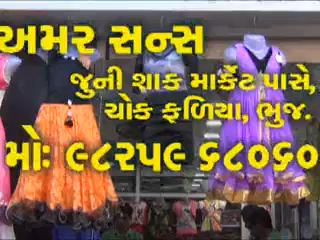 અમર સન્સ
જુની શાક માર્કેટ પાસે,
ચોક ફળિયા, ભુજ.
મોઃ ૯૮૨૫૯ ૬૮૦૬૦